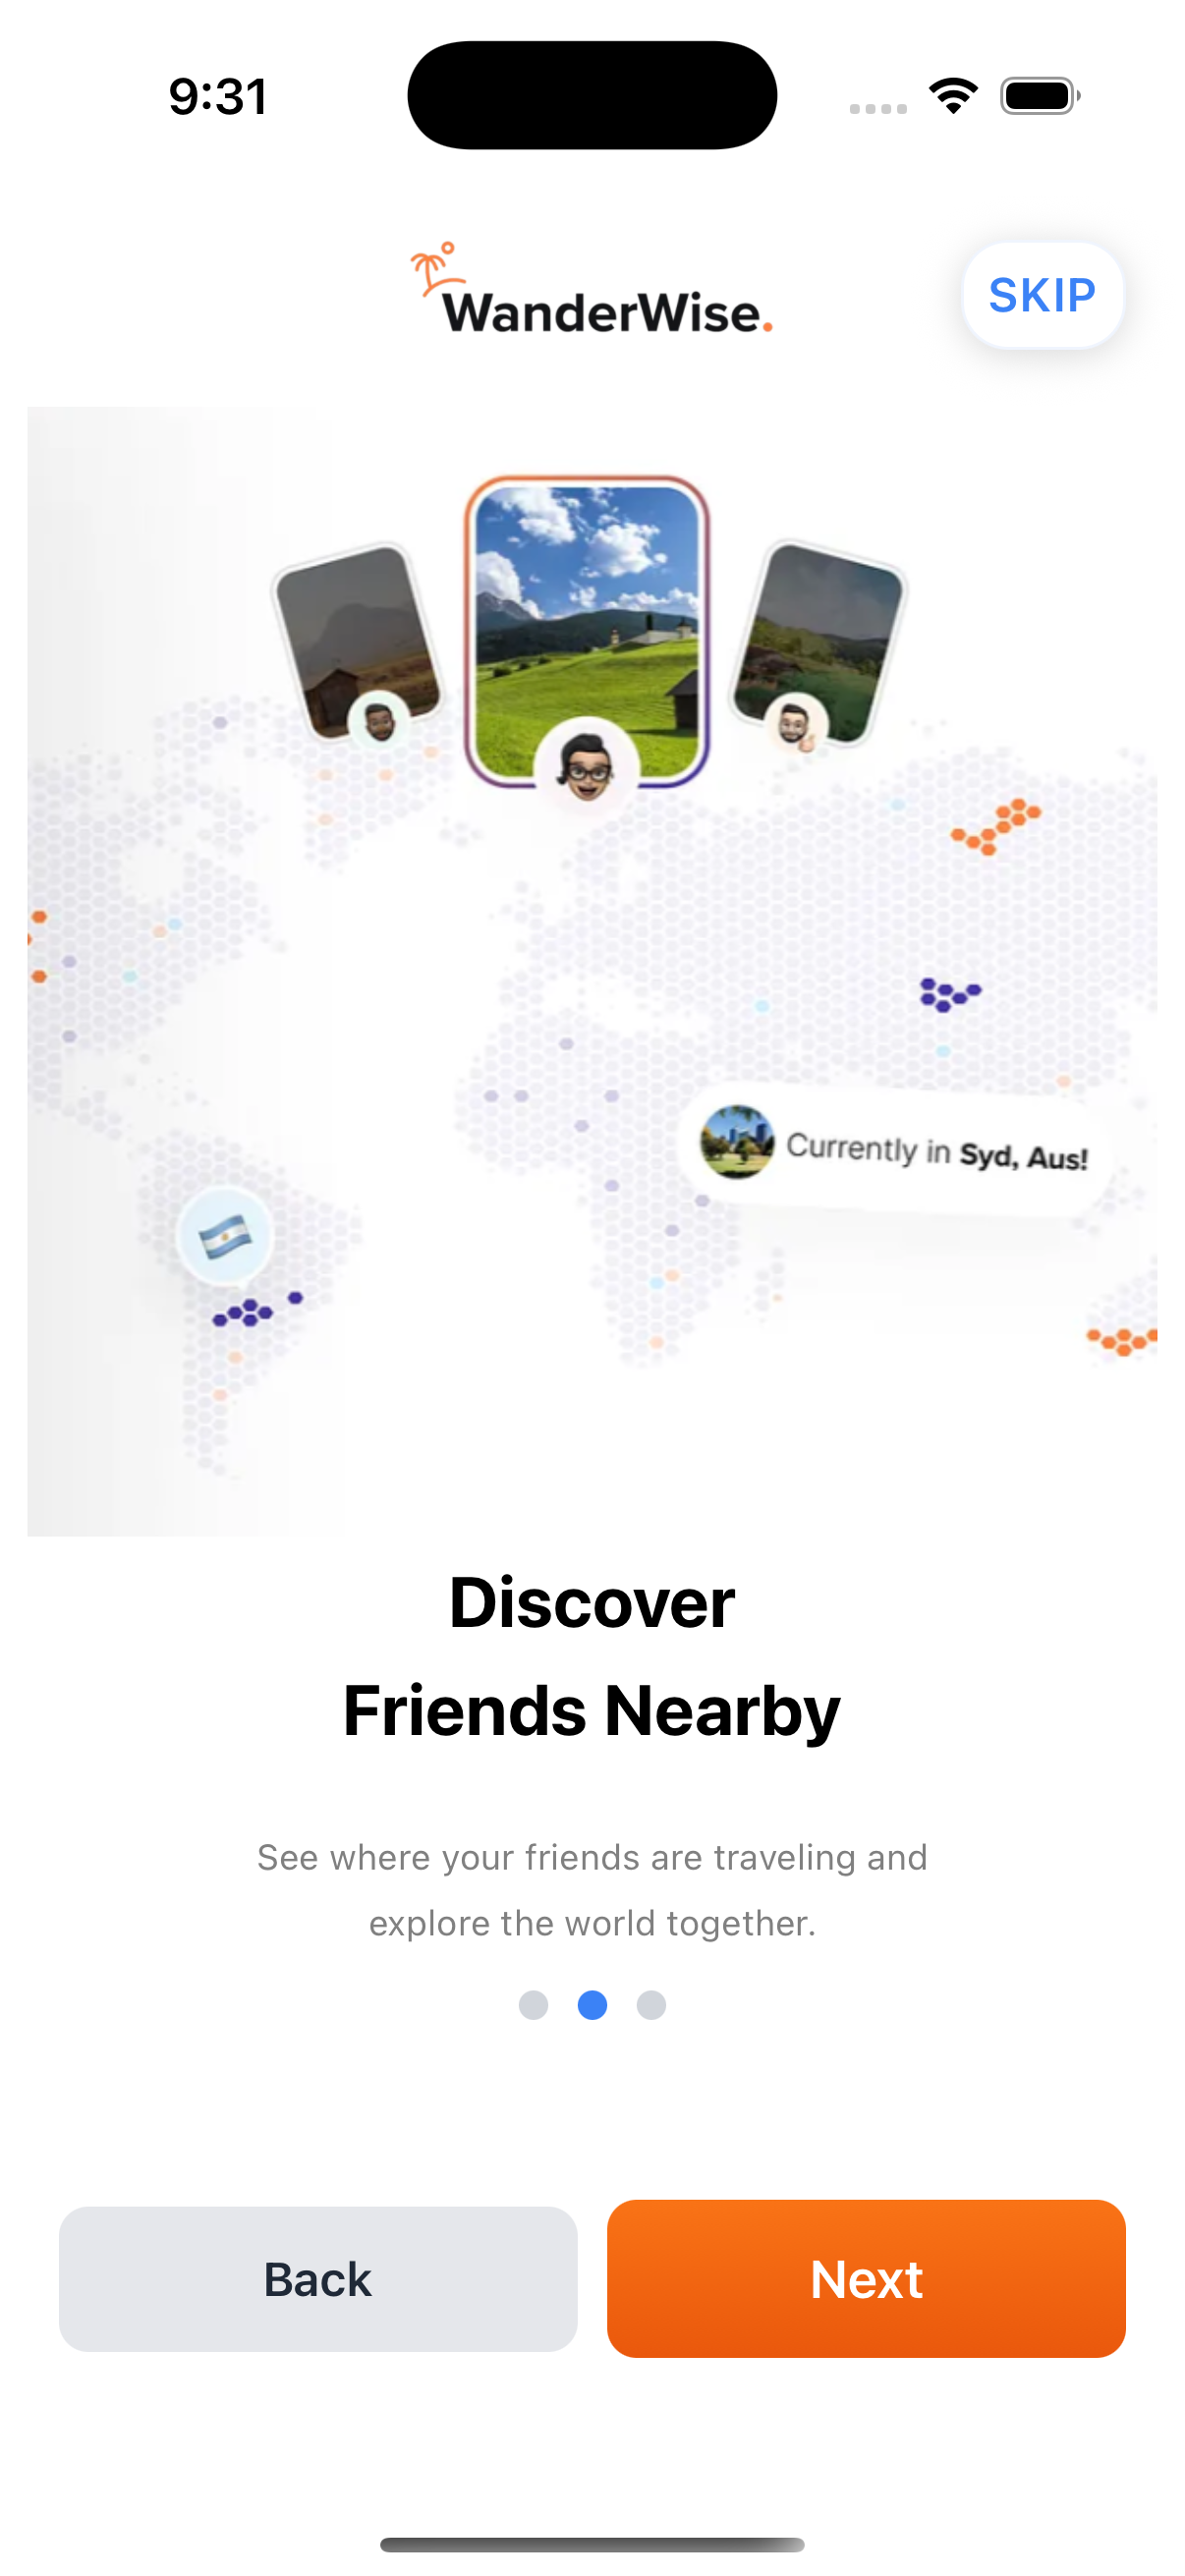 9:31
WanderWise.
SKIP
Currently in Syd, Aus!
Discover
Friends Nearby
See where your friends are traveling and
explore the world together.
Back
Next